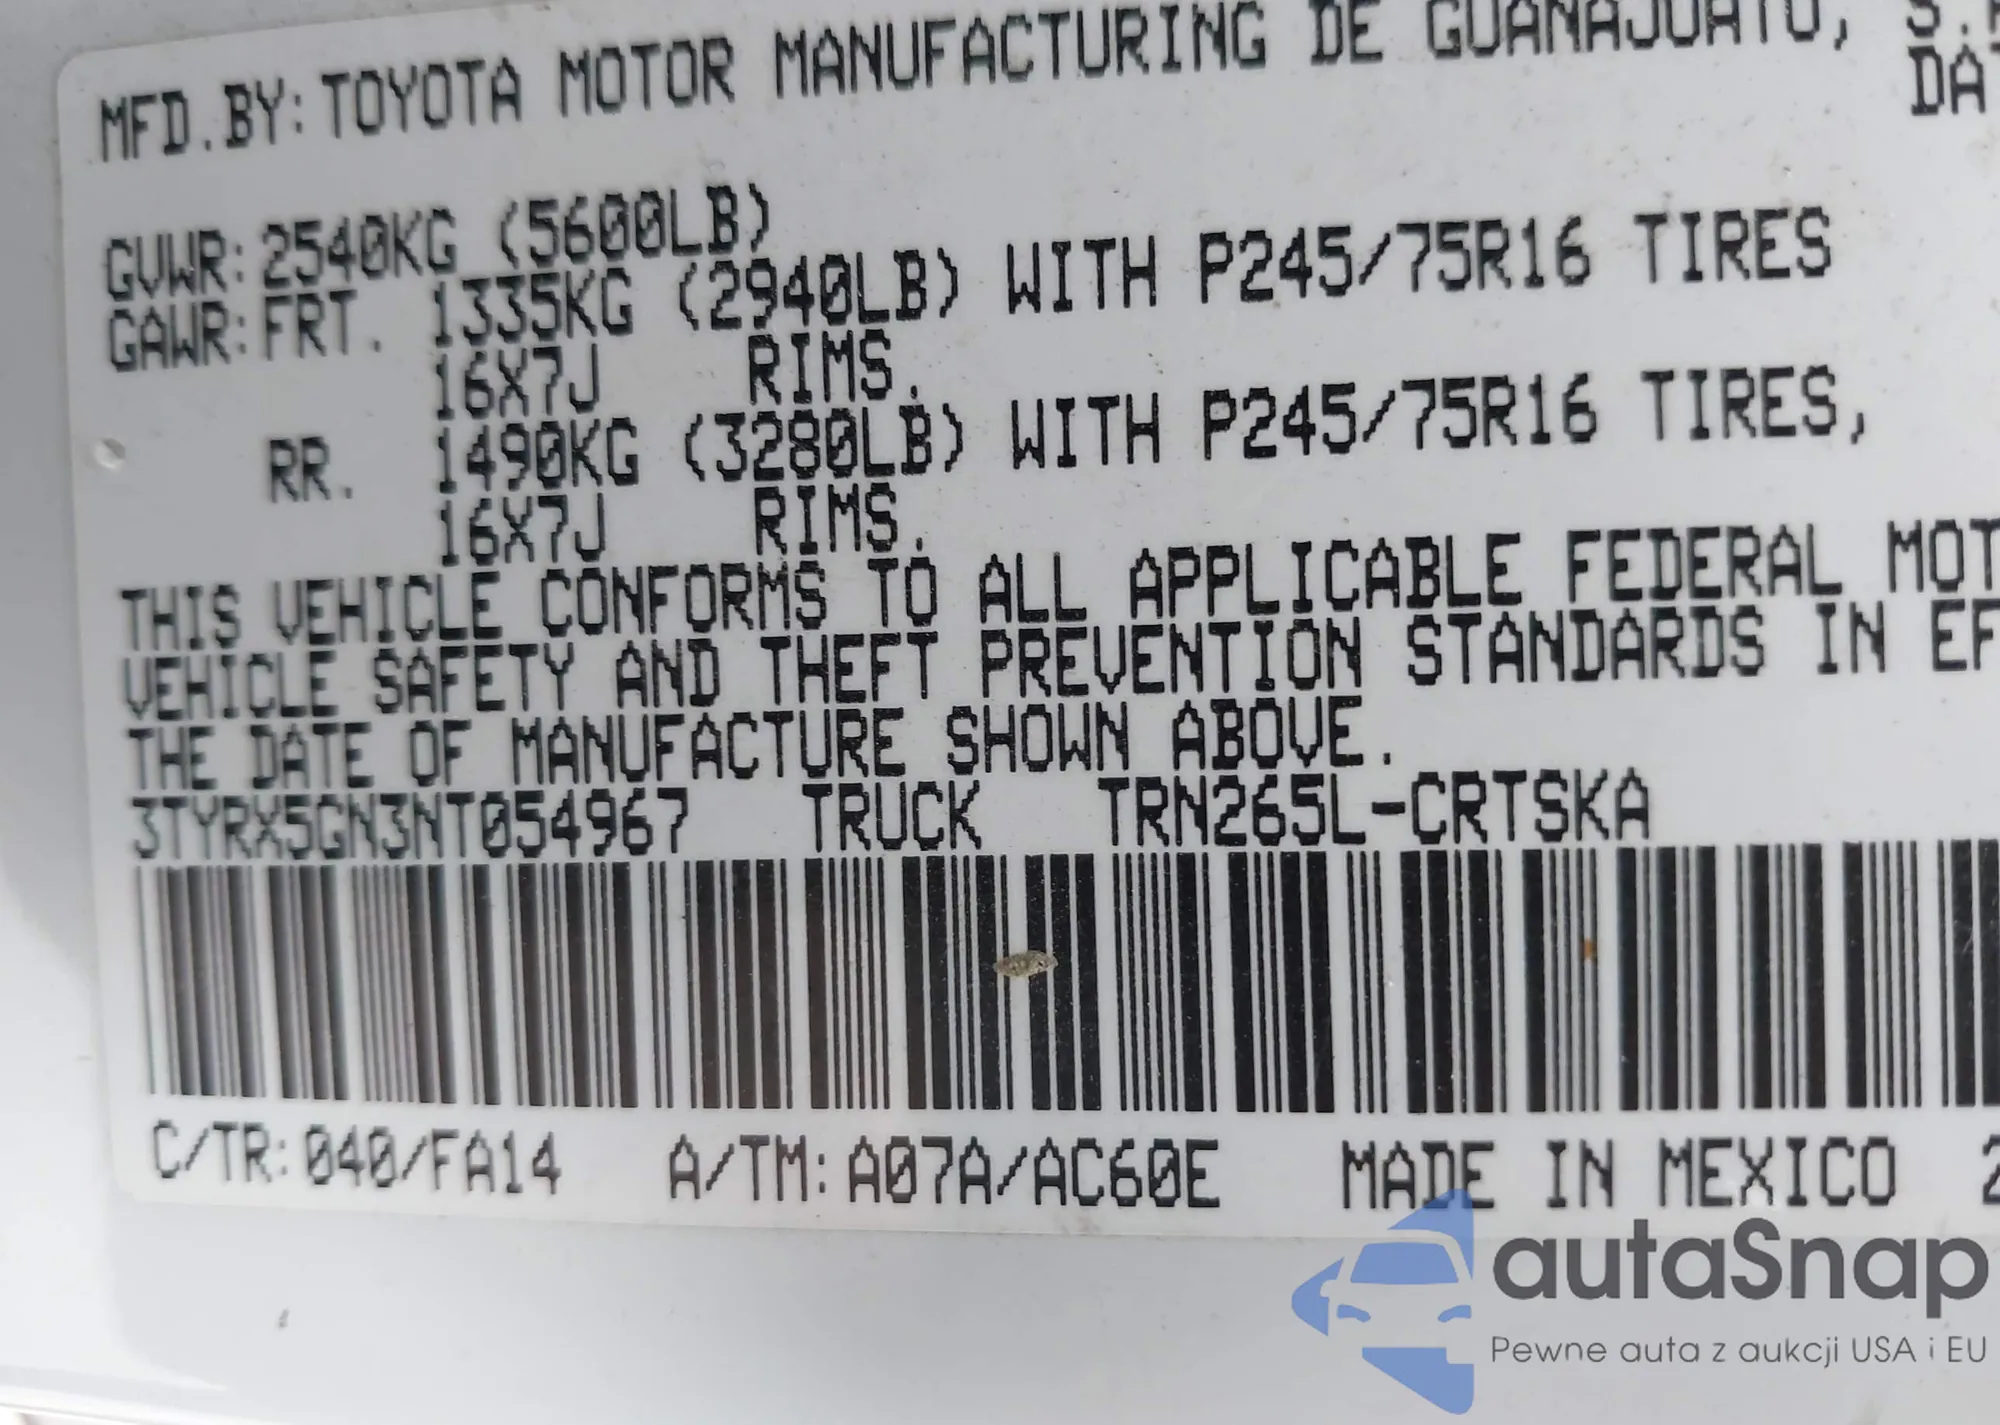 MFD.BY:TOYOTA MOTOR MANUFACTURING DE GUANAJUATO, S.
DA
GVWR:2540KG (5600LB)
GAWR:FRT. 1335KG (2940LB) WITH P245/75R16 TIRES
16X7J RIMS.
RR. 1490KG (3280LB) WITH P245/75R16 TIRES,
16X7J RIMS.
THIS VEHICLE CONFORMS TO ALL APPLICABLE FEDERAL MOT
VEHICLE SAFETY AND THEFT PREVENTION STANDARDS IN EF
THE DATE OF MANUFACTURE SHOWN ABOVE.
3TYRX5GN3NT054967 TRUCK TRN265L-CRTSKA
C/TR:040/FA14 A/TM:A07A/AC60E MADE IN MEXICO 2
autaSnap
Pewne auta z aukcji USA i EU